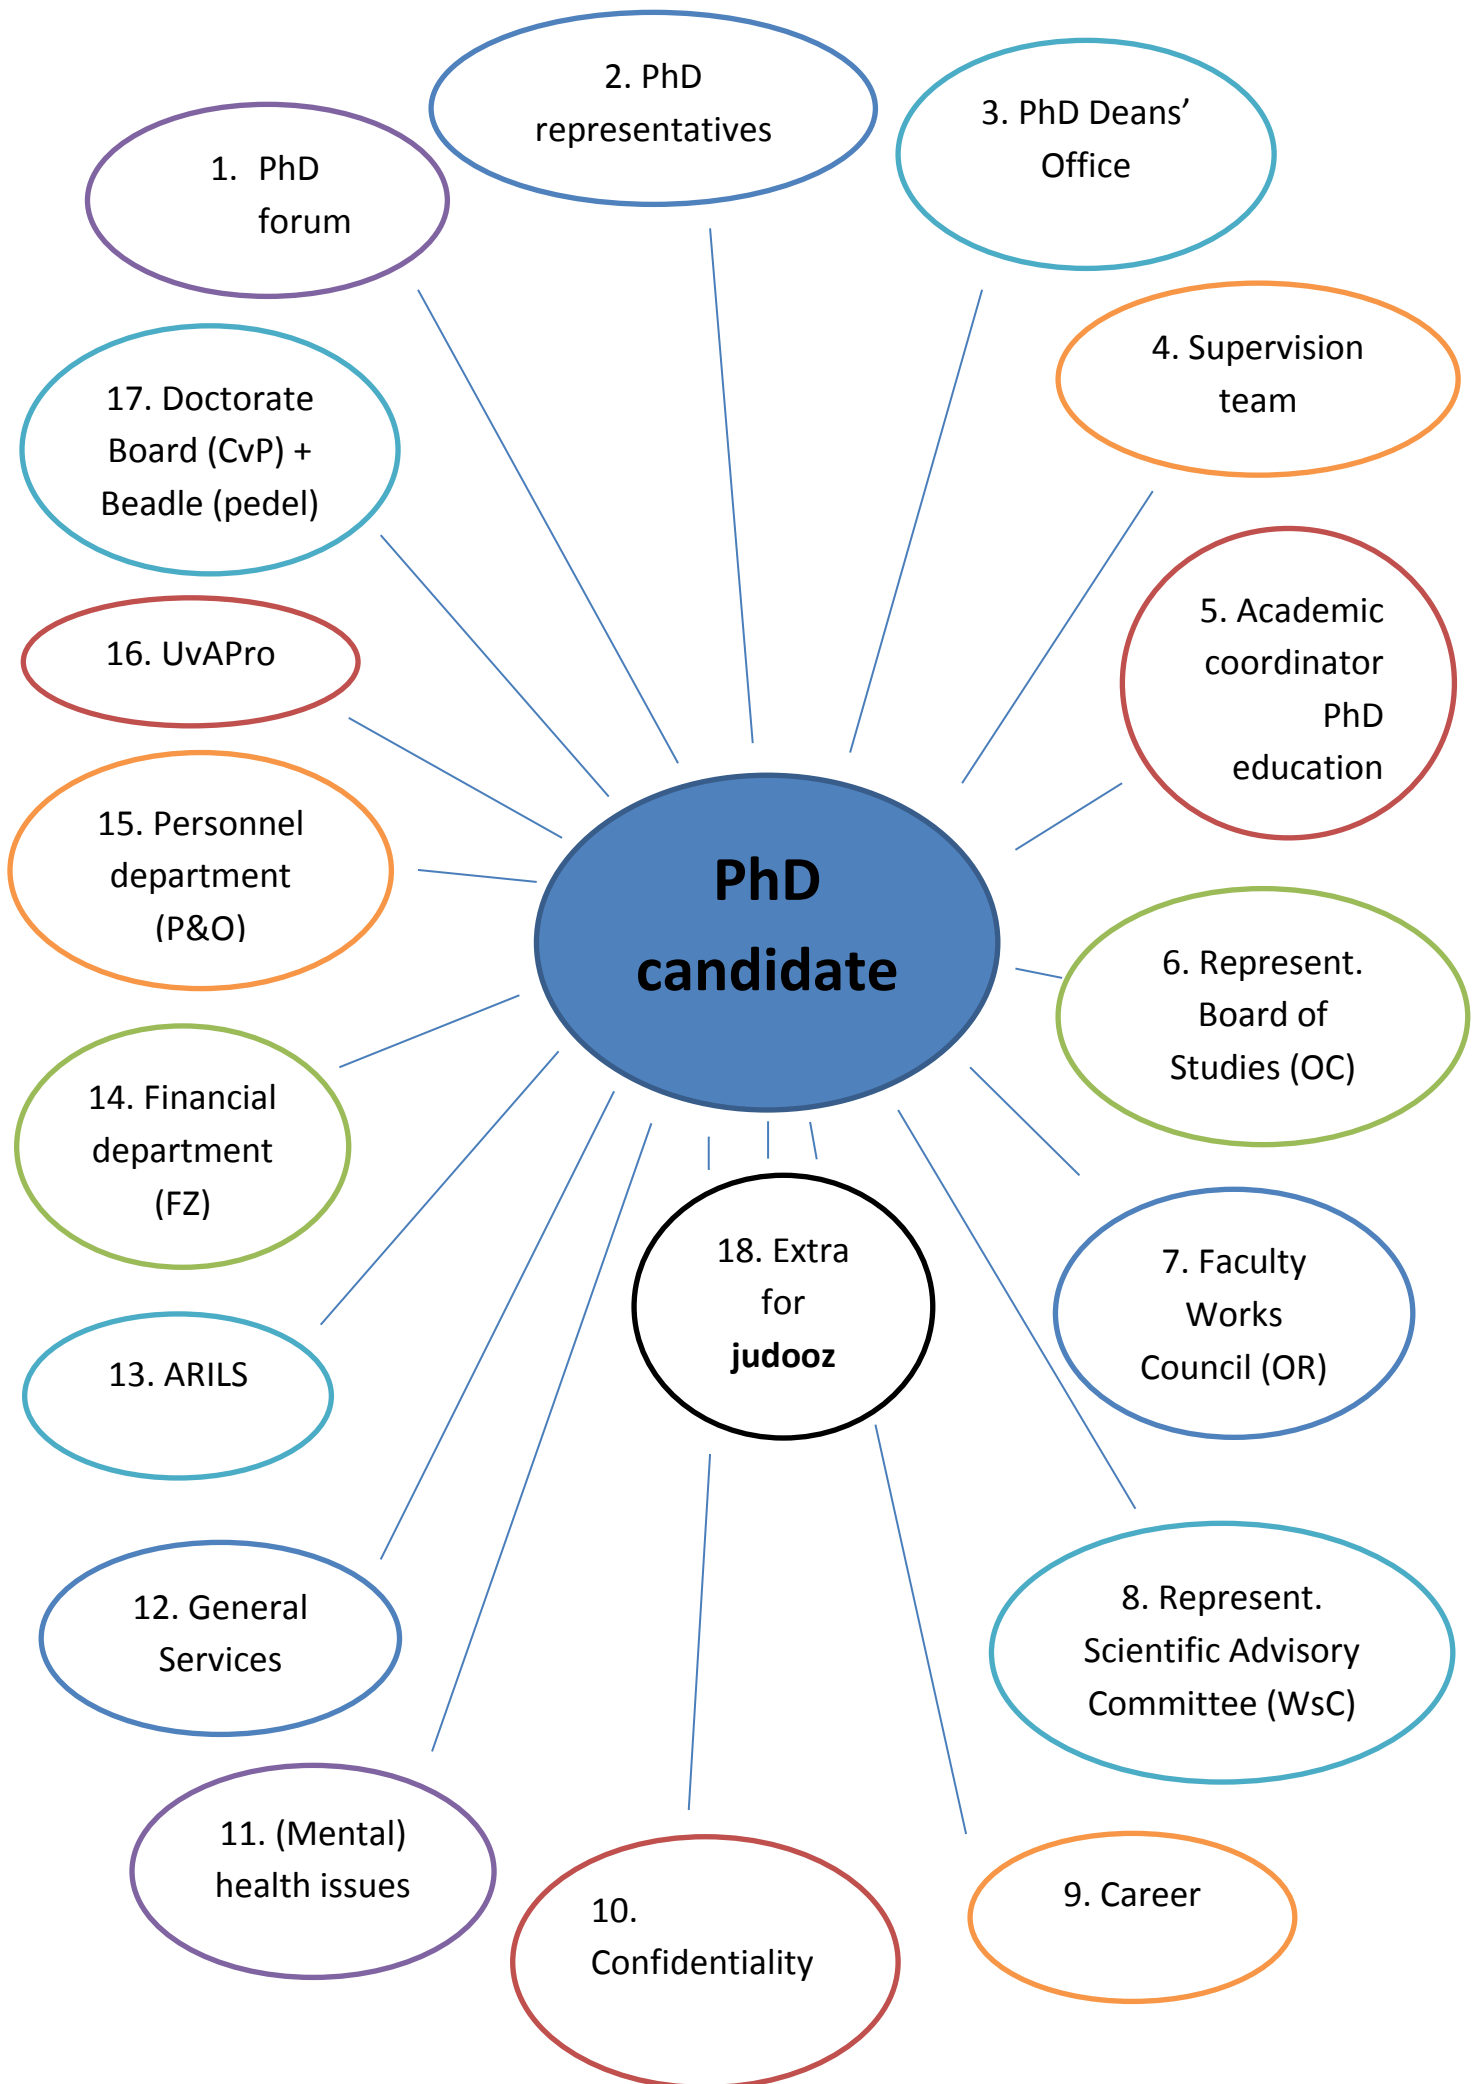 1. PhD
forum
2. PhD
representatives
3. PhD Deans’
Office
4. Supervision
team
5. Academic
coordinator
PhD
education
6. Represent.
Board of
Studies (OC)
7. Faculty
Works
Council (OR)
8. Represent.
Scientific Advisory
Committee (WsC)
9. Career
10.
Confidentiality
11. (Mental)
health issues
12. General
Services
13. ARILS
14. Financial
department
(FZ)
15. Personnel
department
(P&O)
16. UvAPro
17. Doctorate
Board (CvP) +
Beadle (pedel)
PhD
candidate
18. Extra
for
judooz